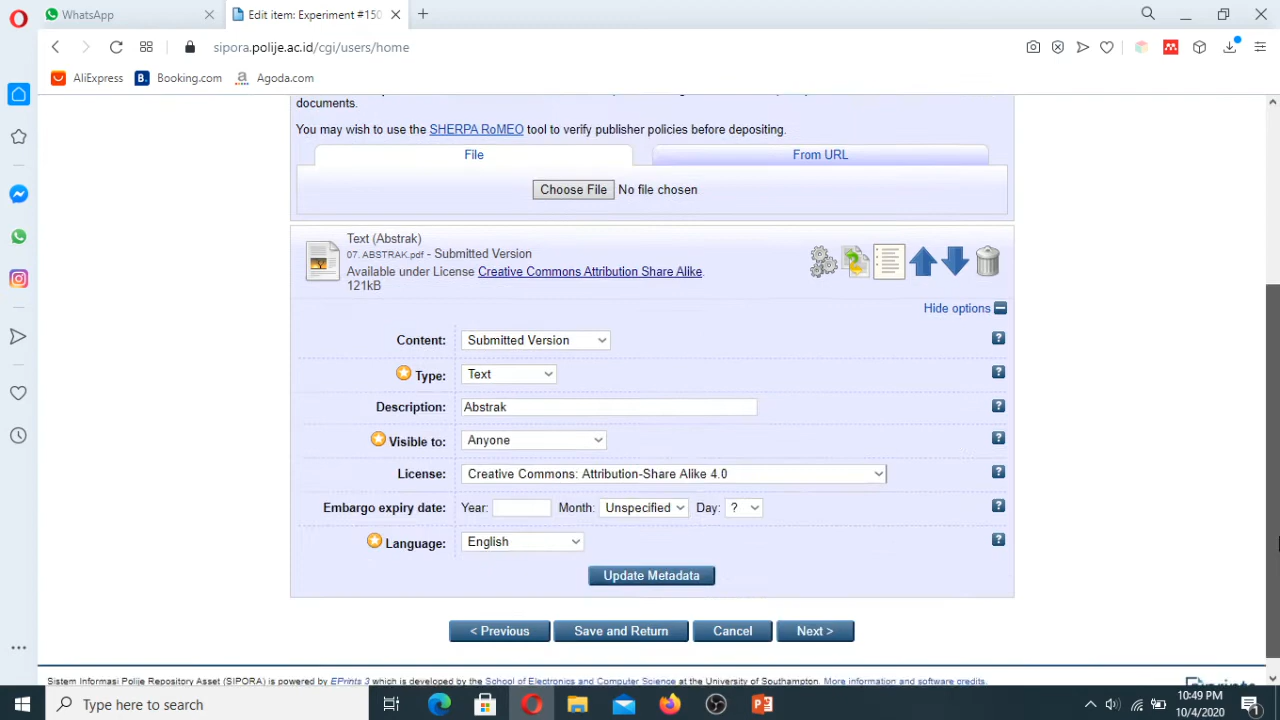 WhatsApp
Edit item: Experiment #150
sipora.polije.ac.id/cgi/users/home
AliExpress
B.
Booking.com
a
Agoda.com
documents.
You may wish to use the SHERPA RoMEO tool to verify publisher policies before depositing.
File
From URL
Choose File
No file chosen
Text (Abstrak)
07_ABSTRAK.pdf - Submitted Version
Available under License Creative Commons Attribution Share Alike.
121kB
Hide options
Content:
Submitted Version
?
Type:
Text
?
Description:
Abstrak
?
Visible to:
Anyone
?
License:
Creative Commons: Attribution-Share Alike 4.0
?
Embargo expiry date:
Year:
Month:
Unspecified
Day:
?
?
Language:
English
?
Update Metadata
< Previous
Save and Return
Cancel
Next >
Sistem Informasi Polije Repository Asset (SIPORA) is powered by EPrints 3 which is developed by the School of Electronics and Computer Science at the University of Southampton. More information and software credits.
Type here to search
10:49 PM
10/4/2020
1